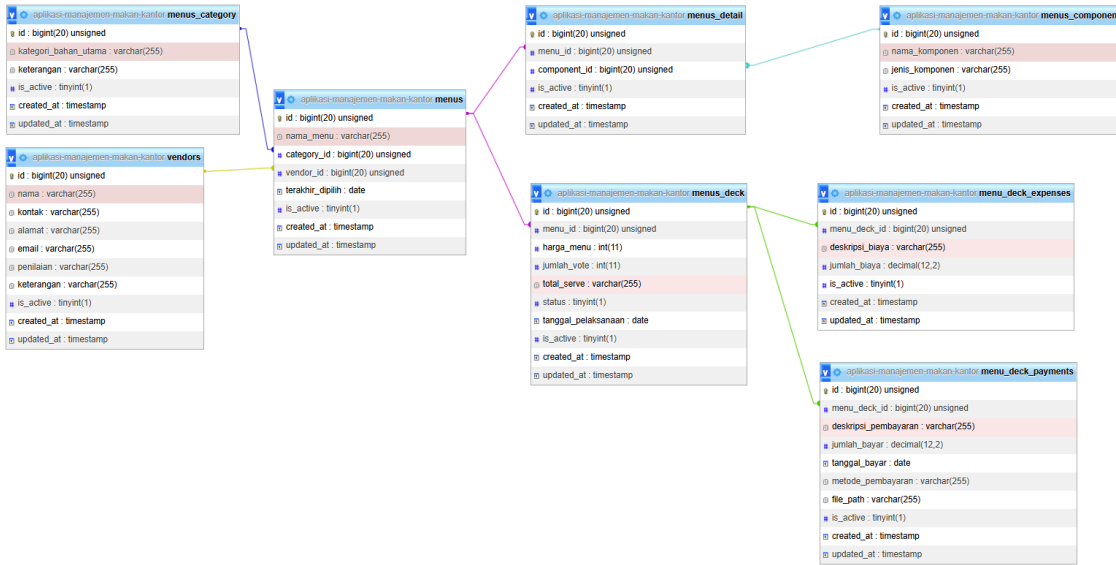 aplikasi-manajemen-makan-kantor menus_category
id : bigint(20) unsigned
kategori_bahan_utama : varchar(255)
keterangan : varchar(255)
is_active : tinyint(1)
created_at : timestamp
updated_at : timestamp
aplikasi-manajemen-makan-kantor vendors
id : bigint(20) unsigned
nama : varchar(255)
kontak : varchar(255)
alamat : varchar(255)
email : varchar(255)
penilaian : varchar(255)
keterangan : varchar(255)
is_active : tinyint(1)
created_at : timestamp
updated_at : timestamp
aplikasi-manajemen-makan-kantor menus
id : bigint(20) unsigned
nama_menu : varchar(255)
category_id : bigint(20) unsigned
vendor_id : bigint(20) unsigned
terakhir_dipilih : date
is_active : tinyint(1)
created_at : timestamp
updated_at : timestamp
aplikasi-manajemen-makan-kantor menus_detail
id : bigint(20) unsigned
menu_id : bigint(20) unsigned
component_id : bigint(20) unsigned
is_active : tinyint(1)
created_at : timestamp
updated_at : timestamp
aplikasi-manajemen-makan-kantor menus_componen
id : bigint(20) unsigned
nama_komponen : varchar(255)
jenis_komponen : varchar(255)
is_active : tinyint(1)
created_at : timestamp
updated_at : timestamp
aplikasi-manajemen-makan-kantor menus_deck
id : bigint(20) unsigned
menu_id : bigint(20) unsigned
harga_menu : int(11)
jumlah_vote : int(11)
total_serve : varchar(255)
status : tinyint(1)
tanggal_pelaksanaan : date
is_active : tinyint(1)
created_at : timestamp
updated_at : timestamp
aplikasi-manajemen-makan-kantor menu_deck_expenses
id : bigint(20) unsigned
menu_deck_id : bigint(20) unsigned
deskripsi_biaya : varchar(255)
jumlah_biaya : decimal(12,2)
is_active : tinyint(1)
created_at : timestamp
updated_at : timestamp
aplikasi-manajemen-makan-kantor menu_deck_payments
id : bigint(20) unsigned
menu_deck_id : bigint(20) unsigned
deskripsi_pembayaran : varchar(255)
jumlah_bayar : decimal(12,2)
tanggal_bayar : date
metode_pembayaran : varchar(255)
file_path : varchar(255)
is_active : tinyint(1)
created_at : timestamp
updated_at : timestamp